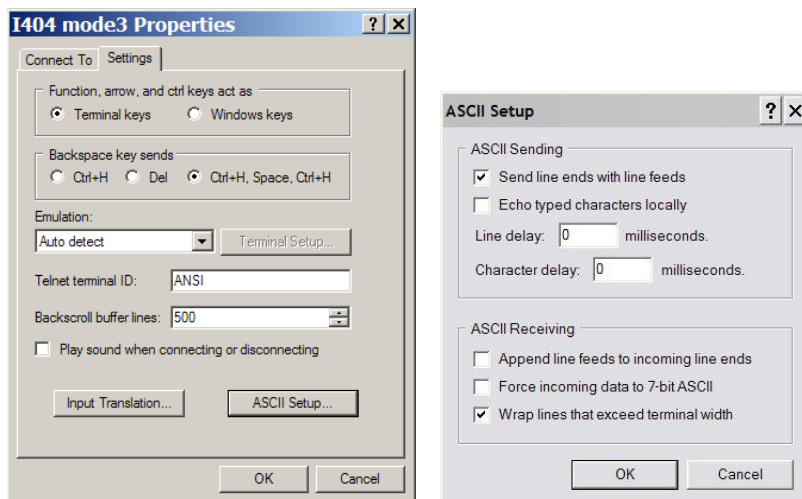 I404 mode3 Properties
Connect To Settings
Function, arrow, and ctrl keys act as
Terminal keys Windows keys
Backspace key sends
Ctrl+H Del Ctrl+H, Space, Ctrl+H
Emulation:
Auto detect Terminal Setup...
Telnet terminal ID: ANSI
Backscroll buffer lines: 500
Play sound when connecting or disconnecting
Input Translation... ASCII Setup...
OK Cancel
ASCII Setup
ASCII Sending
Send line ends with line feeds
Echo typed characters locally
Line delay: 0 milliseconds.
Character delay: 0 milliseconds.
ASCII Receiving
Append line feeds to incoming line ends
Force incoming data to 7-bit ASCII
Wrap lines that exceed terminal width
OK Cancel